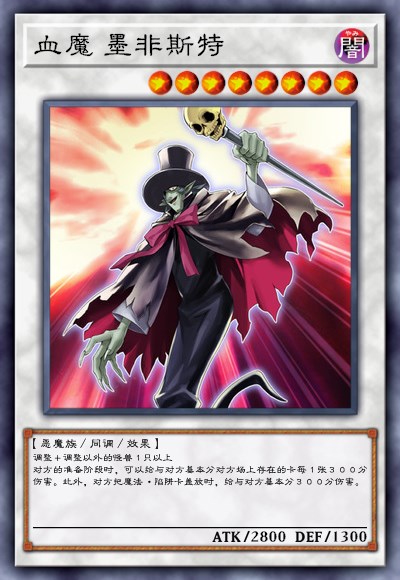 血魔 墨非斯特
闇
やみ
【恶魔族／同调／效果】
调整＋调整以外的怪兽１只以上
对方的准备阶段时，可以给与对方基本分对方场上存在的卡每１张３００分
伤害。此外，对方把魔法·陷阱卡盖放时，给与对方基本分３００分伤害。
ATK/2800 DEF/1300